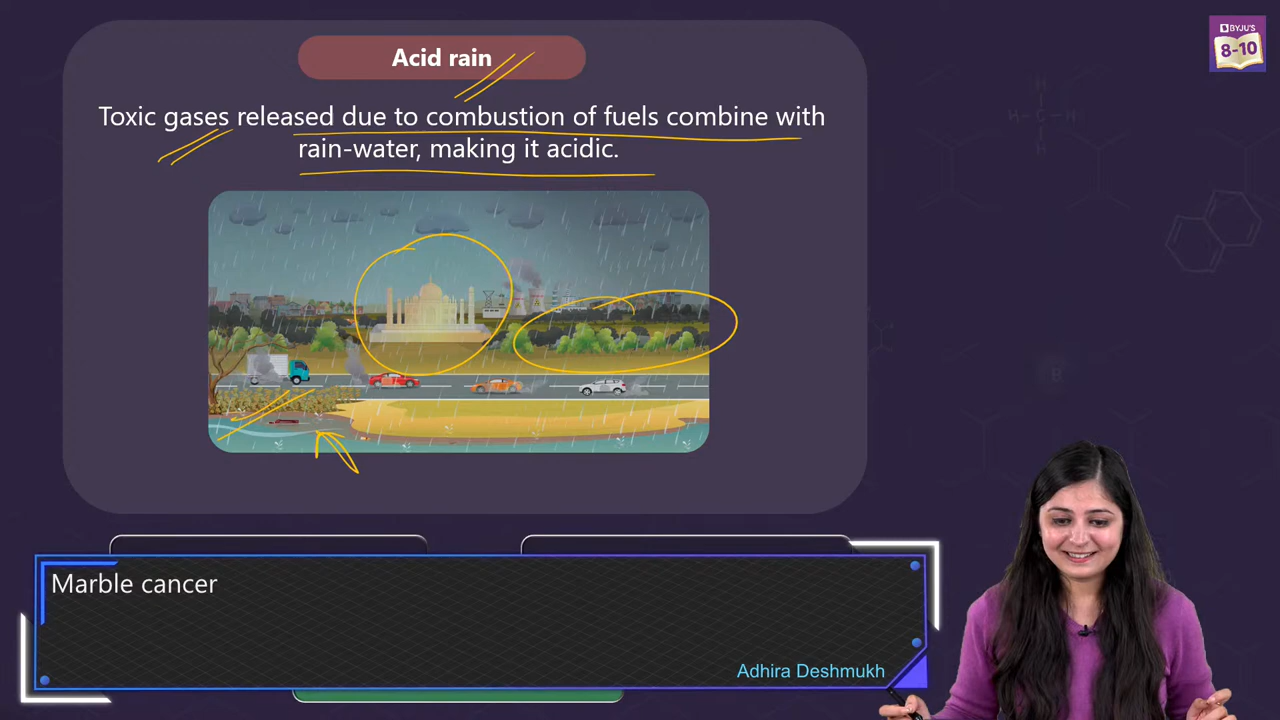 BYJU'S
8-10
Acid rain
Toxic gases released due to combustion of fuels combine with
rain-water, making it acidic.
Marble cancer
Adhira Deshmukh